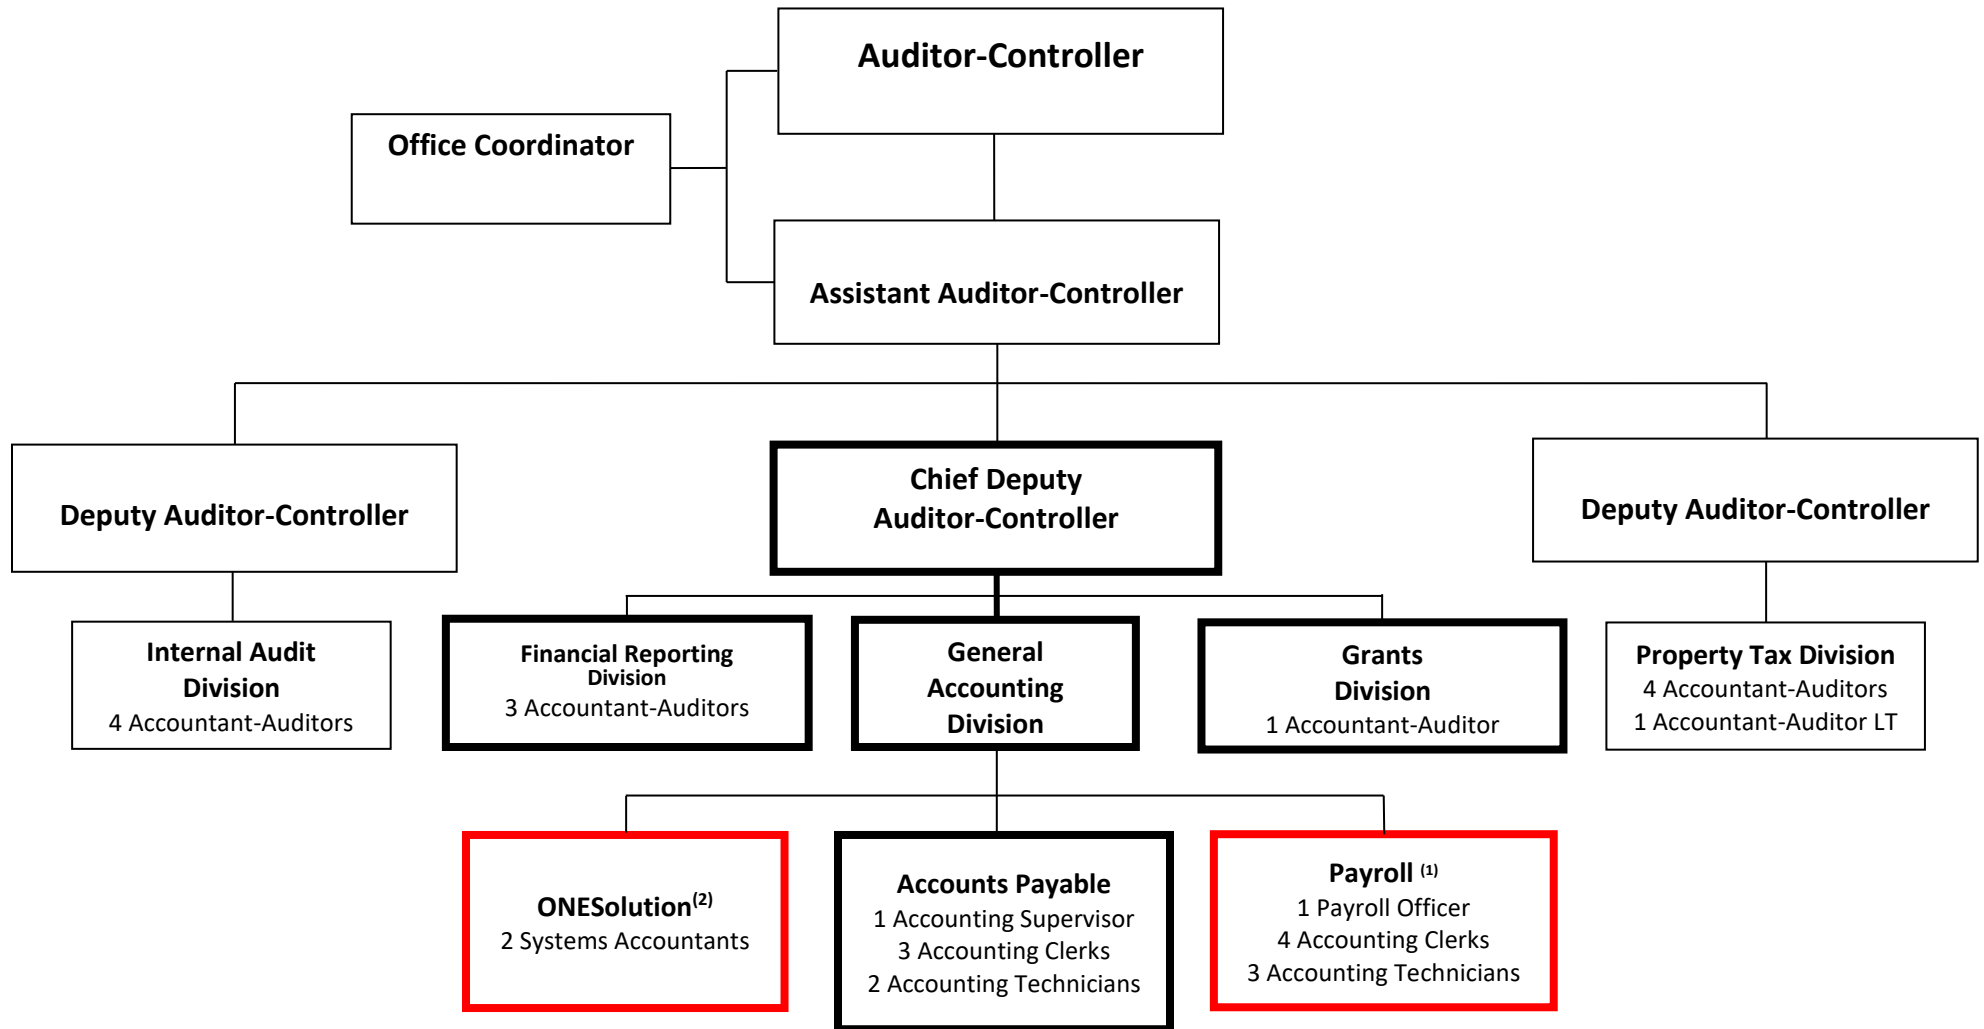 Auditor-Controller
Office Coordinator
Assistant Auditor-Controller
Deputy Auditor-Controller
Chief Deputy
Auditor-Controller
Deputy Auditor-Controller
Internal Audit
Division
4 Accountant-Auditors
Financial Reporting
Division
3 Accountant-Auditors
General
Accounting
Division
Grants
Division
1 Accountant-Auditor
Property Tax Division
4 Accountant-Auditors
1 Accountant-Auditor LT
ONESolution(2)
2 Systems Accountants
Accounts Payable
1 Accounting Supervisor
3 Accounting Clerks
2 Accounting Technicians
Payroll (1)
1 Payroll Officer
4 Accounting Clerks
3 Accounting Technicians